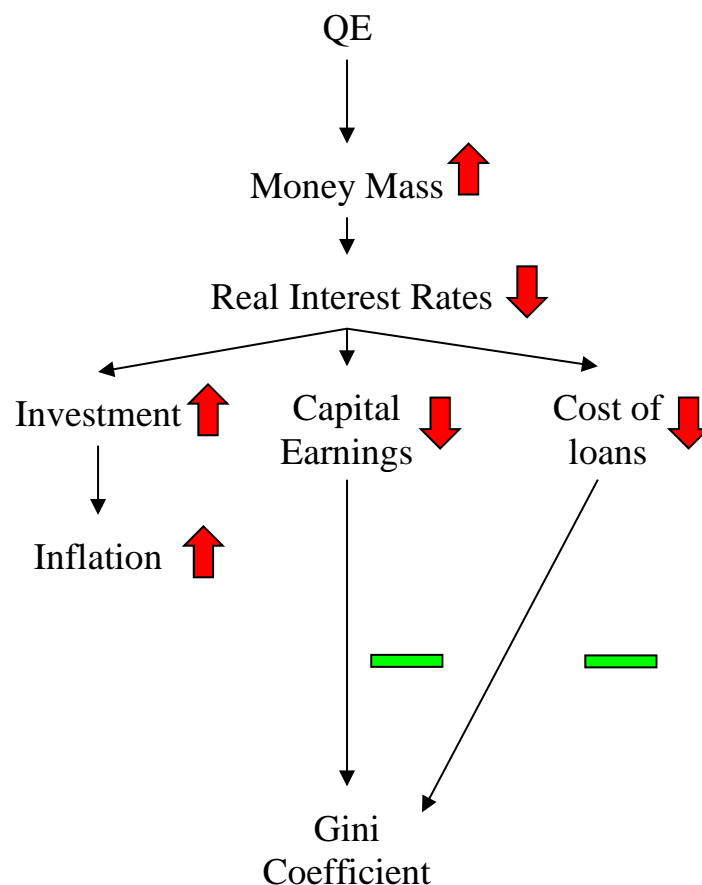 QE
Money Mass
Real Interest Rates
Investment
Capital
Earnings
Cost of
loans
Inflation
Gini
Coefficient